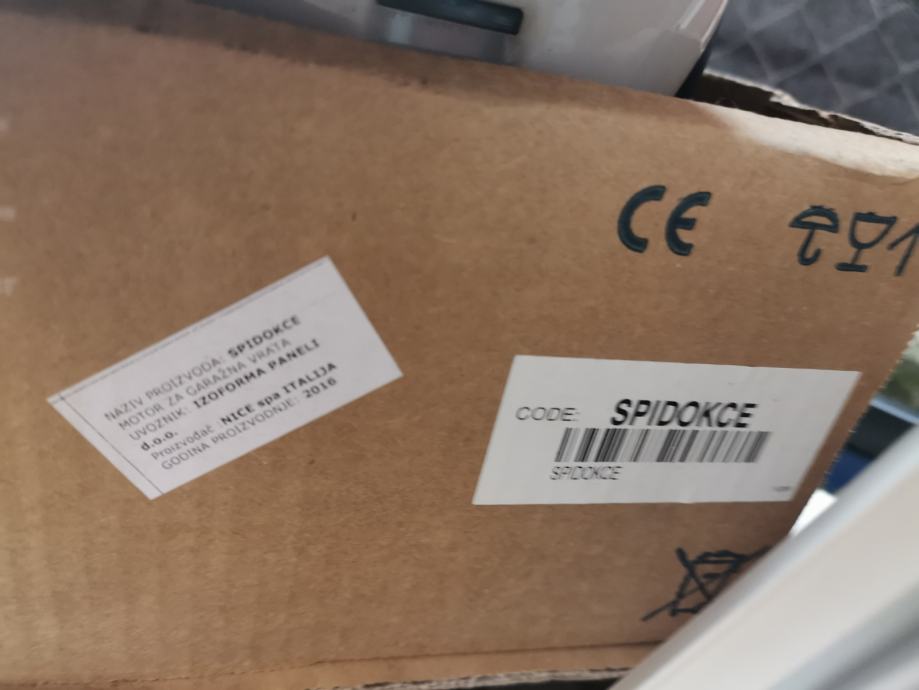 NAZIV PROIZVODA: SPIDOKCE
MOTOR ZA GARAŽNA VRATA
UVOZNIK: IZOFORMA PANELI
d.o.o.
Proizvođač: NICE spa ITALIJA
GODINA PROIZVODNJE: 2016
CE
CODE: SPIDOKCE
SPIDOKCE